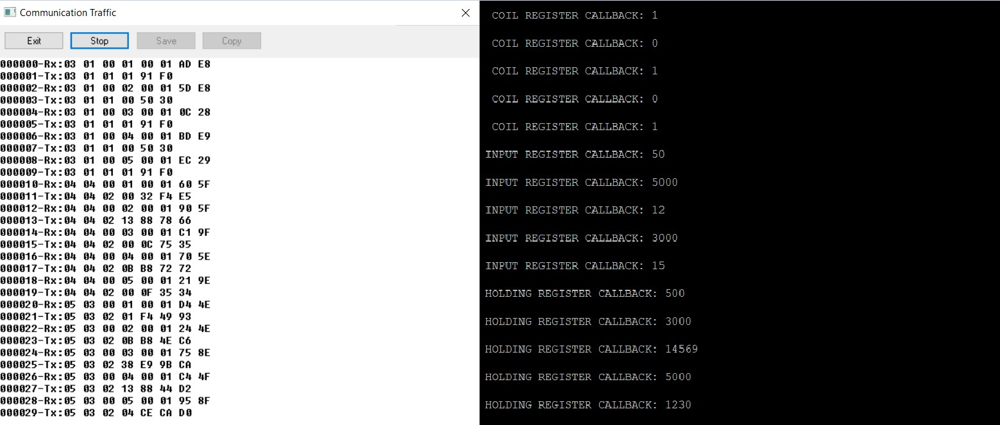 Communication Traffic
Exit Stop Save Copy
000000-Rx:03 01 00 01 00 01 AD E8
000001-Tx:03 01 01 01 91 F0
000002-Rx:03 01 00 02 00 01 5D E8
000003-Tx:03 01 01 00 50 30
000004-Rx:03 01 00 03 00 01 0C 28
000005-Tx:03 01 01 01 91 F0
000006-Rx:03 01 00 04 00 01 BD E9
000007-Tx:03 01 01 00 50 30
000008-Rx:03 01 00 05 00 01 EC 29
000009-Tx:03 01 01 01 91 F0
000010-Rx:04 04 00 01 00 01 60 5F
000011-Tx:04 04 02 00 32 F4 E5
000012-Rx:04 04 00 02 00 01 90 5F
000013-Tx:04 04 02 13 88 78 66
000014-Rx:04 04 00 03 00 01 C1 9F
000015-Tx:04 04 02 00 0C 75 35
000016-Rx:04 04 00 04 00 01 70 5E
000017-Tx:04 04 02 0B B8 72 72
000018-Rx:04 04 00 05 00 01 21 9E
000019-Tx:04 04 02 00 0F 35 34
000020-Rx:05 03 00 01 00 01 D4 4E
000021-Tx:05 03 02 01 F4 49 93
000022-Rx:05 03 00 02 00 01 24 4E
000023-Tx:05 03 02 0B B8 4E C6
000024-Rx:05 03 00 03 00 01 75 8E
000025-Tx:05 03 02 38 E9 9B CA
000026-Rx:05 03 00 04 00 01 C4 4F
000027-Tx:05 03 02 13 88 44 D2
000028-Rx:05 03 00 05 00 01 95 8F
000029-Tx:05 03 02 04 CE CA D0
COIL REGISTER CALLBACK: 1
COIL REGISTER CALLBACK: 0
COIL REGISTER CALLBACK: 1
COIL REGISTER CALLBACK: 0
COIL REGISTER CALLBACK: 1
INPUT REGISTER CALLBACK: 50
INPUT REGISTER CALLBACK: 5000
INPUT REGISTER CALLBACK: 12
INPUT REGISTER CALLBACK: 3000
INPUT REGISTER CALLBACK: 15
HOLDING REGISTER CALLBACK: 500
HOLDING REGISTER CALLBACK: 3000
HOLDING REGISTER CALLBACK: 14569
HOLDING REGISTER CALLBACK: 5000
HOLDING REGISTER CALLBACK: 1230